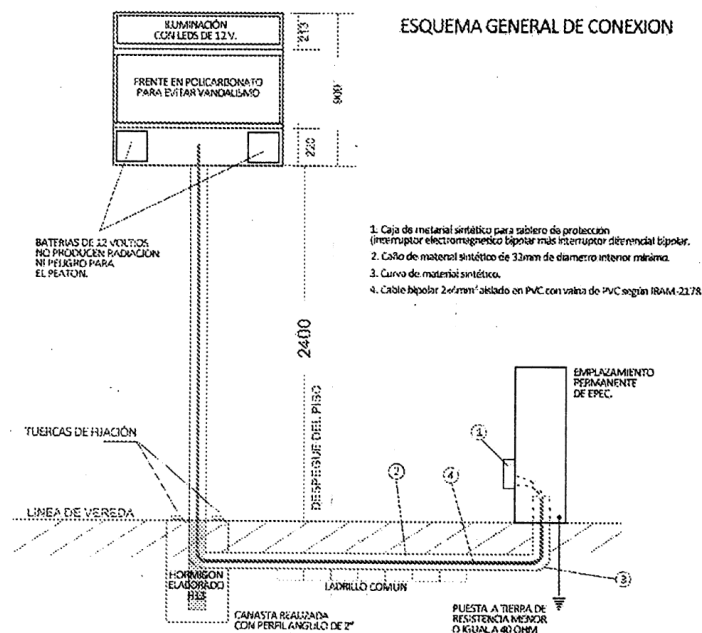 ESQUEMA GENERAL DE CONEXION
ILUMINACIÓN
CON LEDS DE 12 V.
213
FRENTE EN POLICARBONATO
PARA EVITAR VANDALISMO
900
220
BATERIAS DE 12 VOLTIOS
NO PRODUCEN RADIACIÓN
NI PELIGRO PARA
EL PEATON.
1. Caja de material sintético para tablero de protección
(interruptor electromagnetico bipolar más interruptor diferencial bipolar.
2. Caño de material sintético de 32mm de diametro interior minimo.
3. Curva de material sintético.
4. Cable bipolar 2x4mm² aislado en PVC con vaina de PVC según IRAM-2178
2400
DESPEGUE DEL PISO
EMPLAZAMIENTO
PERMANENTE
DE EPEC.
TUERCAS DE FIJACIÓN
1
2
4
LINEA DE VEREDA
HORMIGON
ELABORADO
H13
LADRILLO COMUN
3
CANASTA REALIZADA
CON PERFIL ANGULO DE 2"
PUESTA A TIERRA DE
RESISTENCIA MENOR
O IGUAL A 40 OHM